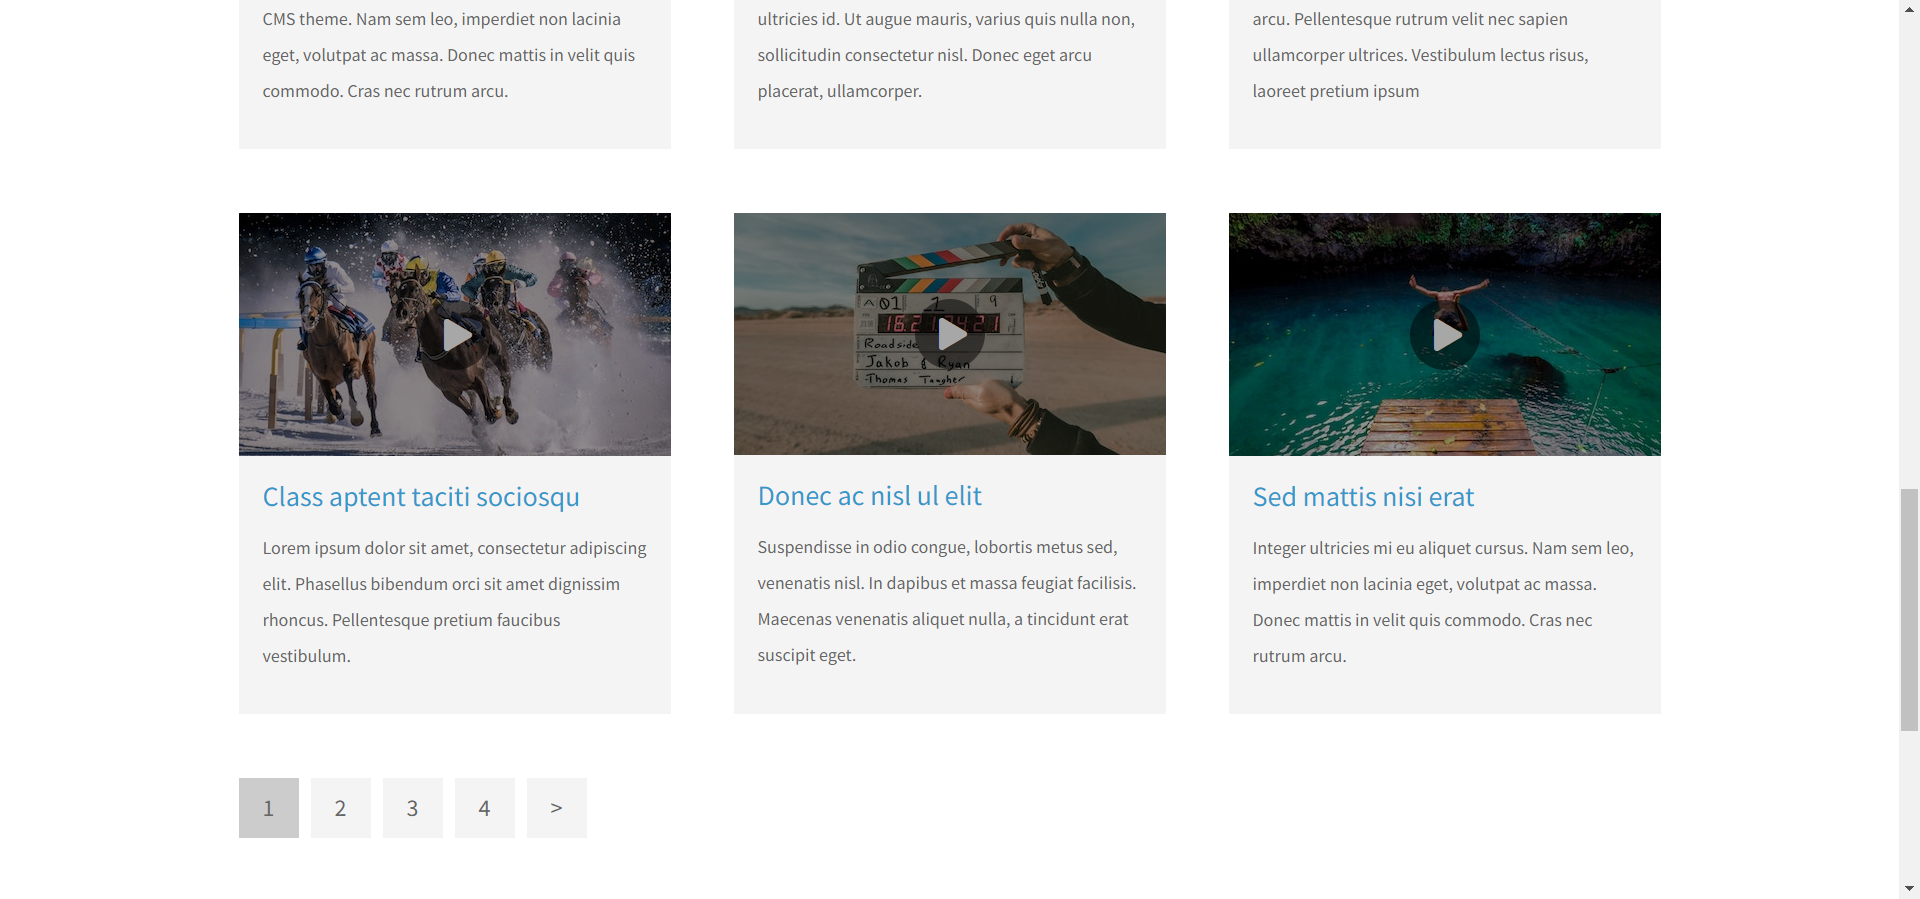 CMS theme. Nam sem leo, imperdiet non lacinia
eget, volutpat ac massa. Donec mattis in velit quis
commodo. Cras nec rutrum arcu.
ultricies id. Ut augue mauris, varius quis nulla non,
sollicitudin consectetur nisl. Donec eget arcu
placerat, ullamcorper.
arcu. Pellentesque rutrum velit nec sapien
ullamcorper ultrices. Vestibulum lectus risus,
laoreet pretium ipsum
01
9
Roadside
Jakob & Ryan
Thomas Taugher
Class aptent taciti sociosqu
Lorem ipsum dolor sit amet, consectetur adipiscing
elit. Phasellus bibendum orci sit amet dignissim
rhoncus. Pellentesque pretium faucibus
vestibulum.
Donec ac nisl ul elit
Suspendisse in odio congue, lobortis metus sed,
venenatis nisl. In dapibus et massa feugiat facilisis.
Maecenas venenatis aliquet nulla, a tincidunt erat
suscipit eget.
Sed mattis nisi erat
Integer ultricies mi eu aliquet cursus. Nam sem leo,
imperdiet non lacinia eget, volutpat ac massa.
Donec mattis in velit quis commodo. Cras nec
rutrum arcu.
1 2 3 4 >